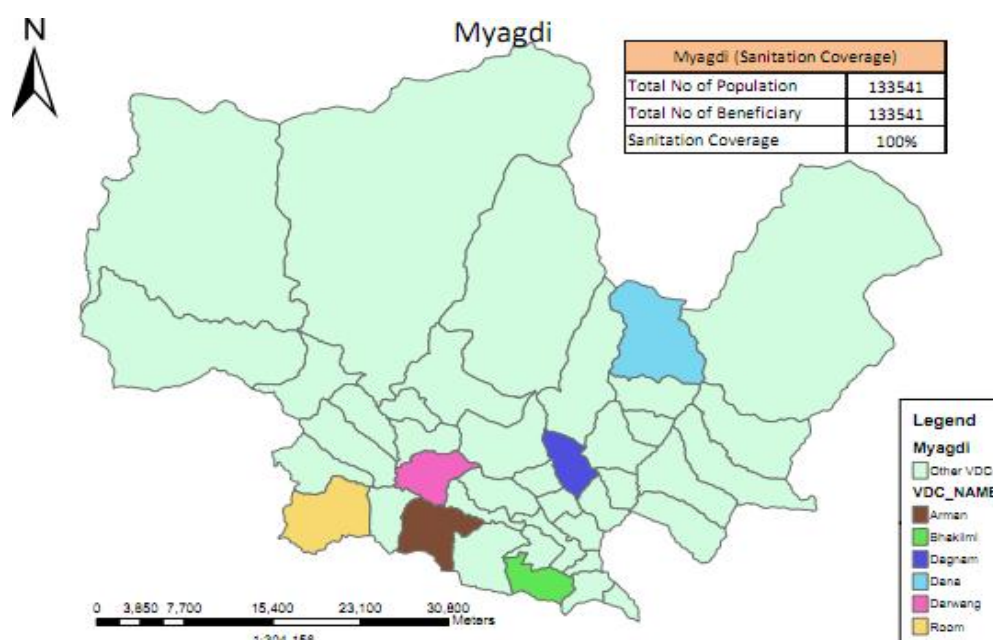 N
Myagdi
Myagdi (Sanitation Coverage)
Total No of Population 133541
Total No of Beneficiary 133541
Sanitation Coverage 100%
Legend
Myagdi
Other VDC
VDC_NAME
Arman
Bhakimi
Dagnam
Dana
Darwang
Room
0 3,850 7,700 15,400 23,100 30,800
Meters